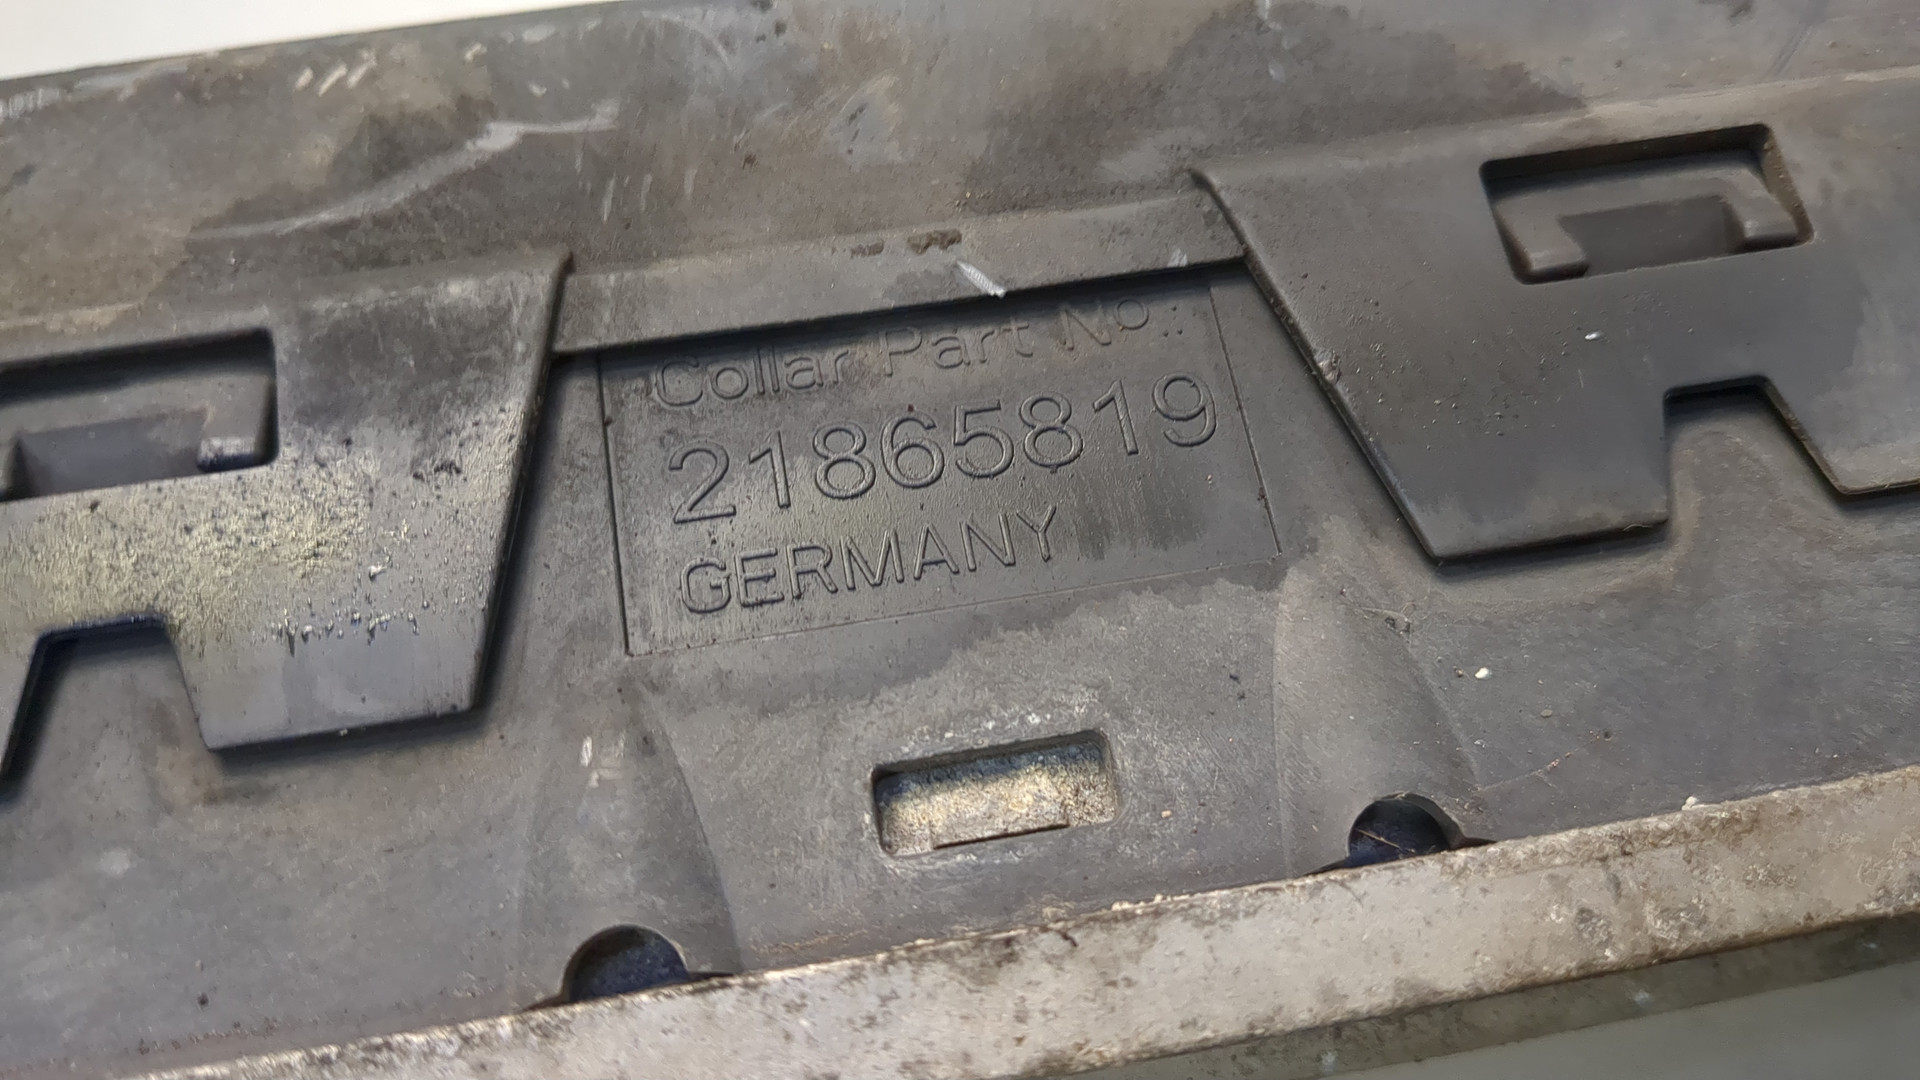 Collar Part No.:
21865819
GERMANY